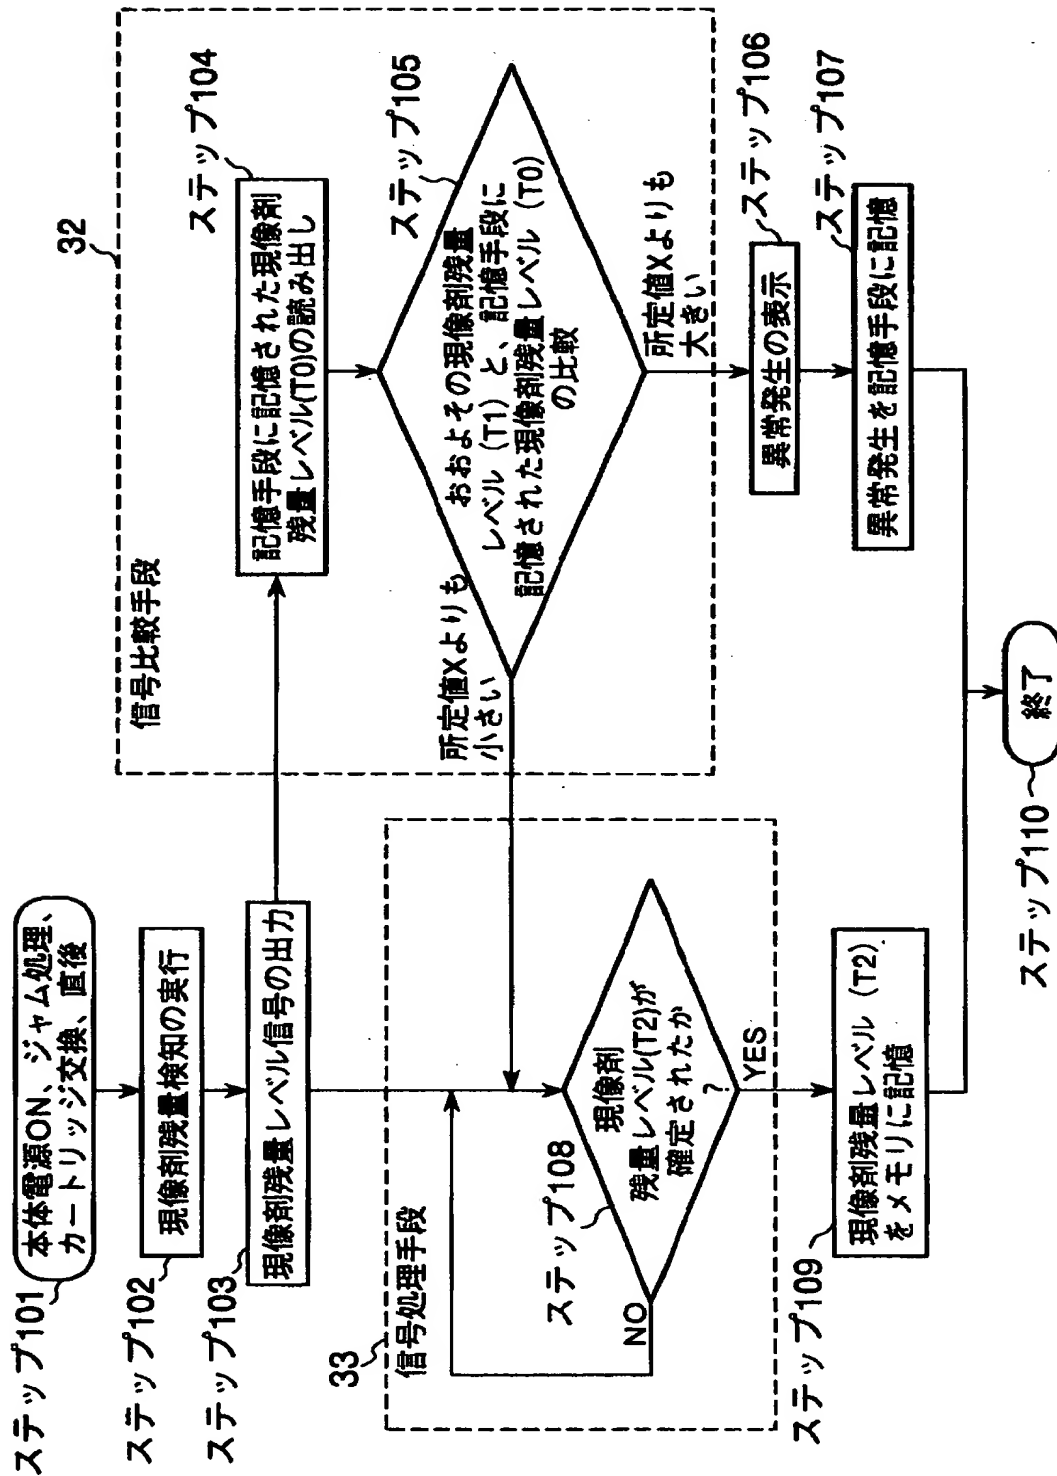 ステップ101
本体電源ON、ジャム処理、
カートリッジ交換、直後
ステップ102
現像剤残量検知の実行
ステップ103
現像剤残量レベル信号の出力
32
信号比較手段
ステップ104
記憶手段に記憶された現像剤
残量レベル(T0)の読み出し
ステップ105
おおよその現像剤残量
レベル（T1）と、記憶手段に
記憶された現像剤残量レベル（T0）
の比較
所定値Xよりも
小さい
所定値Xよりも
大きい
ステップ106
異常発生の表示
ステップ107
異常発生を記憶手段に記憶
33
信号処理手段
ステップ108
現像剤
残量レベル(T2)が
確定されたか
?
NO
YES
ステップ109
現像剤残量レベル（T2）
をメモリに記憶
ステップ110
終了